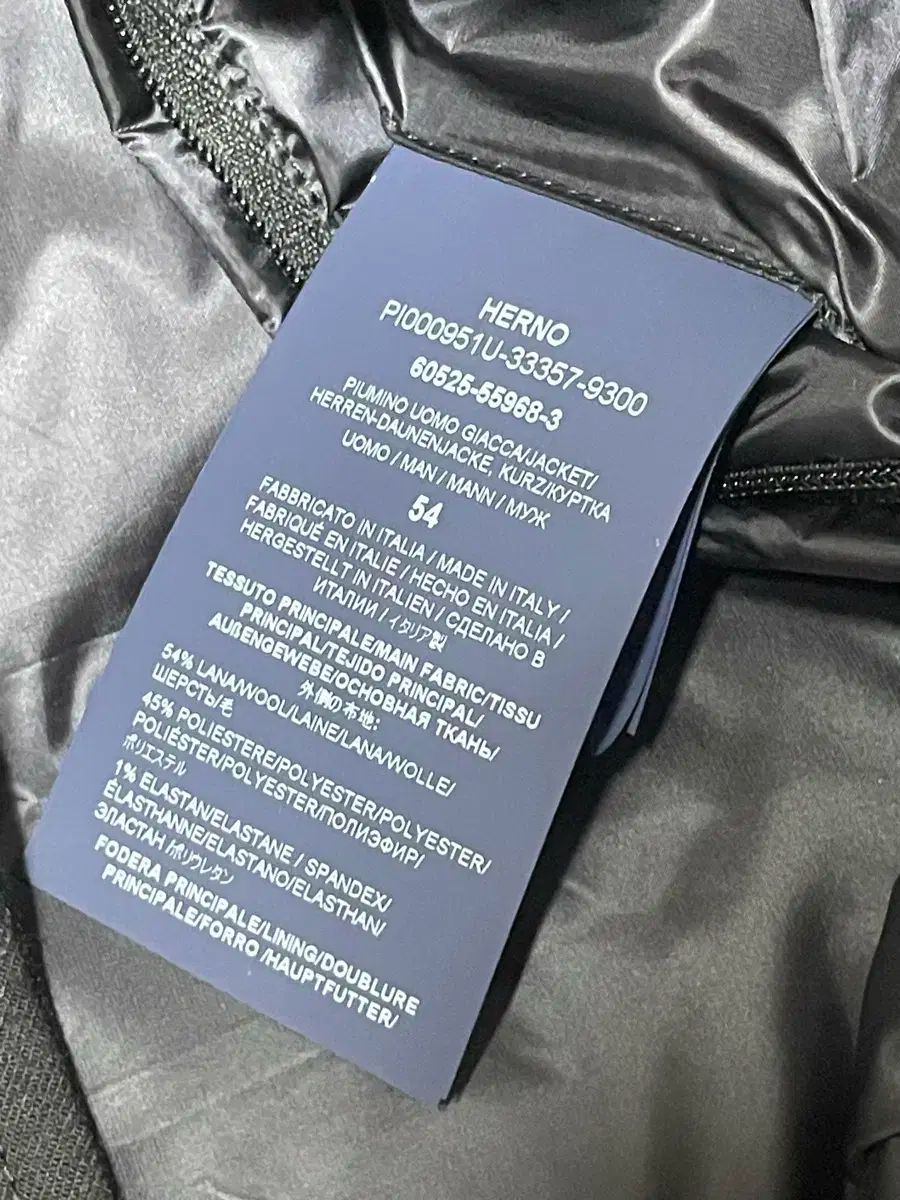 HERNO
PI000951U-33357-9300
60525-55968-3
PIUMINO UOMO GIACCA/JACKET/
HERREN-DAUNENJACKE, KURZ/КУРТКА
UOMO / MAN / MANN / МУЖ
54
FABBRICATO IN ITALIA / MADE IN ITALY /
FABRIQUÉ EN ITALIE / HECHO EN ITALIA /
HERGESTELLT IN ITALIEN / СДЕЛАНО В
ИТАЛИИ / イタリア製
TESSUTO PRINCIPALE/MAIN FABRIC/TISSU
PRINCIPAL/TEJIDO PRINCIPAL/
AUßENGEWEBE/ОСНОВНАЯ ТКАНЬ/
外側の布地:
54% LANA/WOOL/LAINE/LANA/WOLLE/
ШЕРСТЬ/毛
45% POLIESTERE/POLYESTER/POLYESTER/
POLIÉSTER/POLYESTER/ПОЛИЭФИР/
ポリエステル
1% ELASTAN/ELASTANE / SPANDEX/
ÉLASTHANNE/ELASTANO/ELASTHAN/
ЭЛАСТАН /ポリウレタン
FODERA PRINCIPALE/LINING/DOUBLURE
PRINCIPALE/FORRO /HAUPTFUTTER/